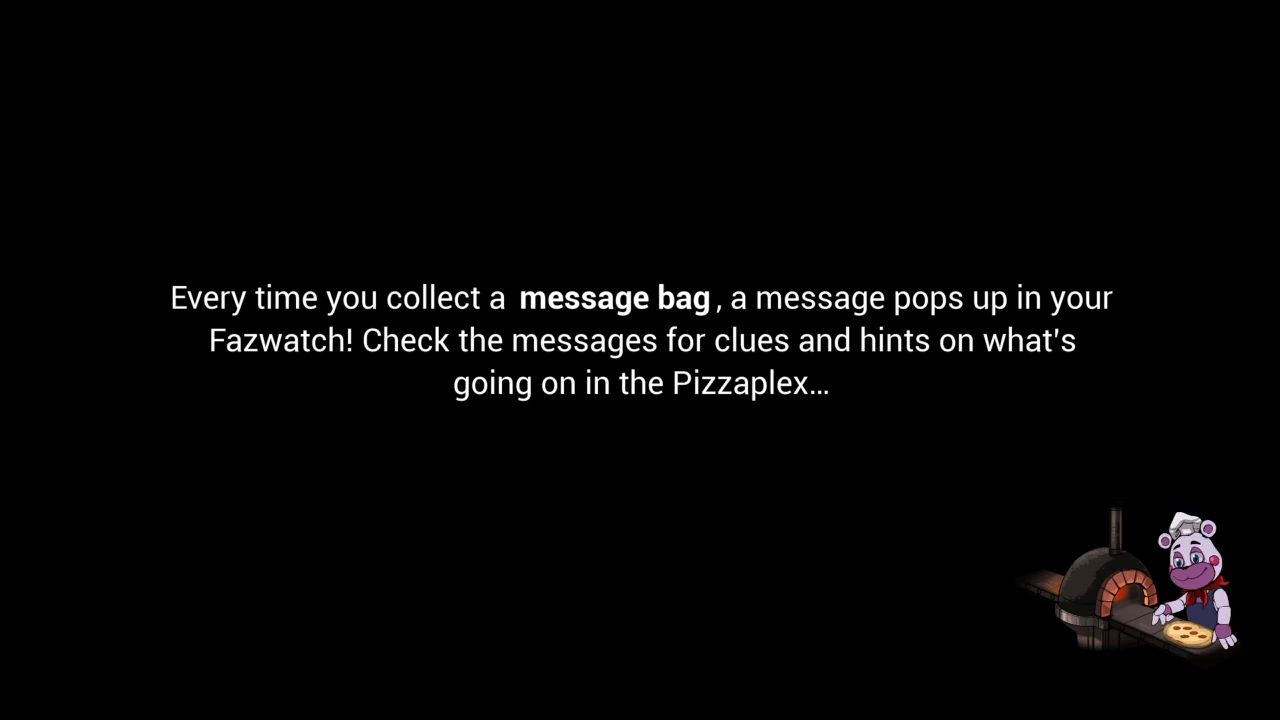 Every time you collect a message bag, a message pops up in your
Fazwatch! Check the messages for clues and hints on what's
going on in the Pizzaplex...